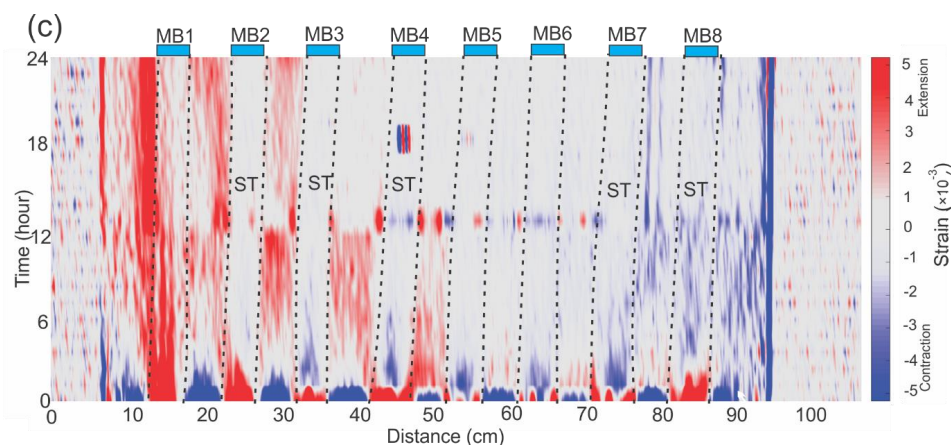 (c)
MB1 MB2 MB3 MB4 MB5 MB6 MB7 MB8
24
18
12
6
0
Time (hour)
ST ST ST ST ST
0 10 20 30 40 50 60 70 80 90 100
Distance (cm)
5
4
3
2
1
0
-1
-2
-3
-4
-5
Extension
Contraction
Strain (×10⁻³)